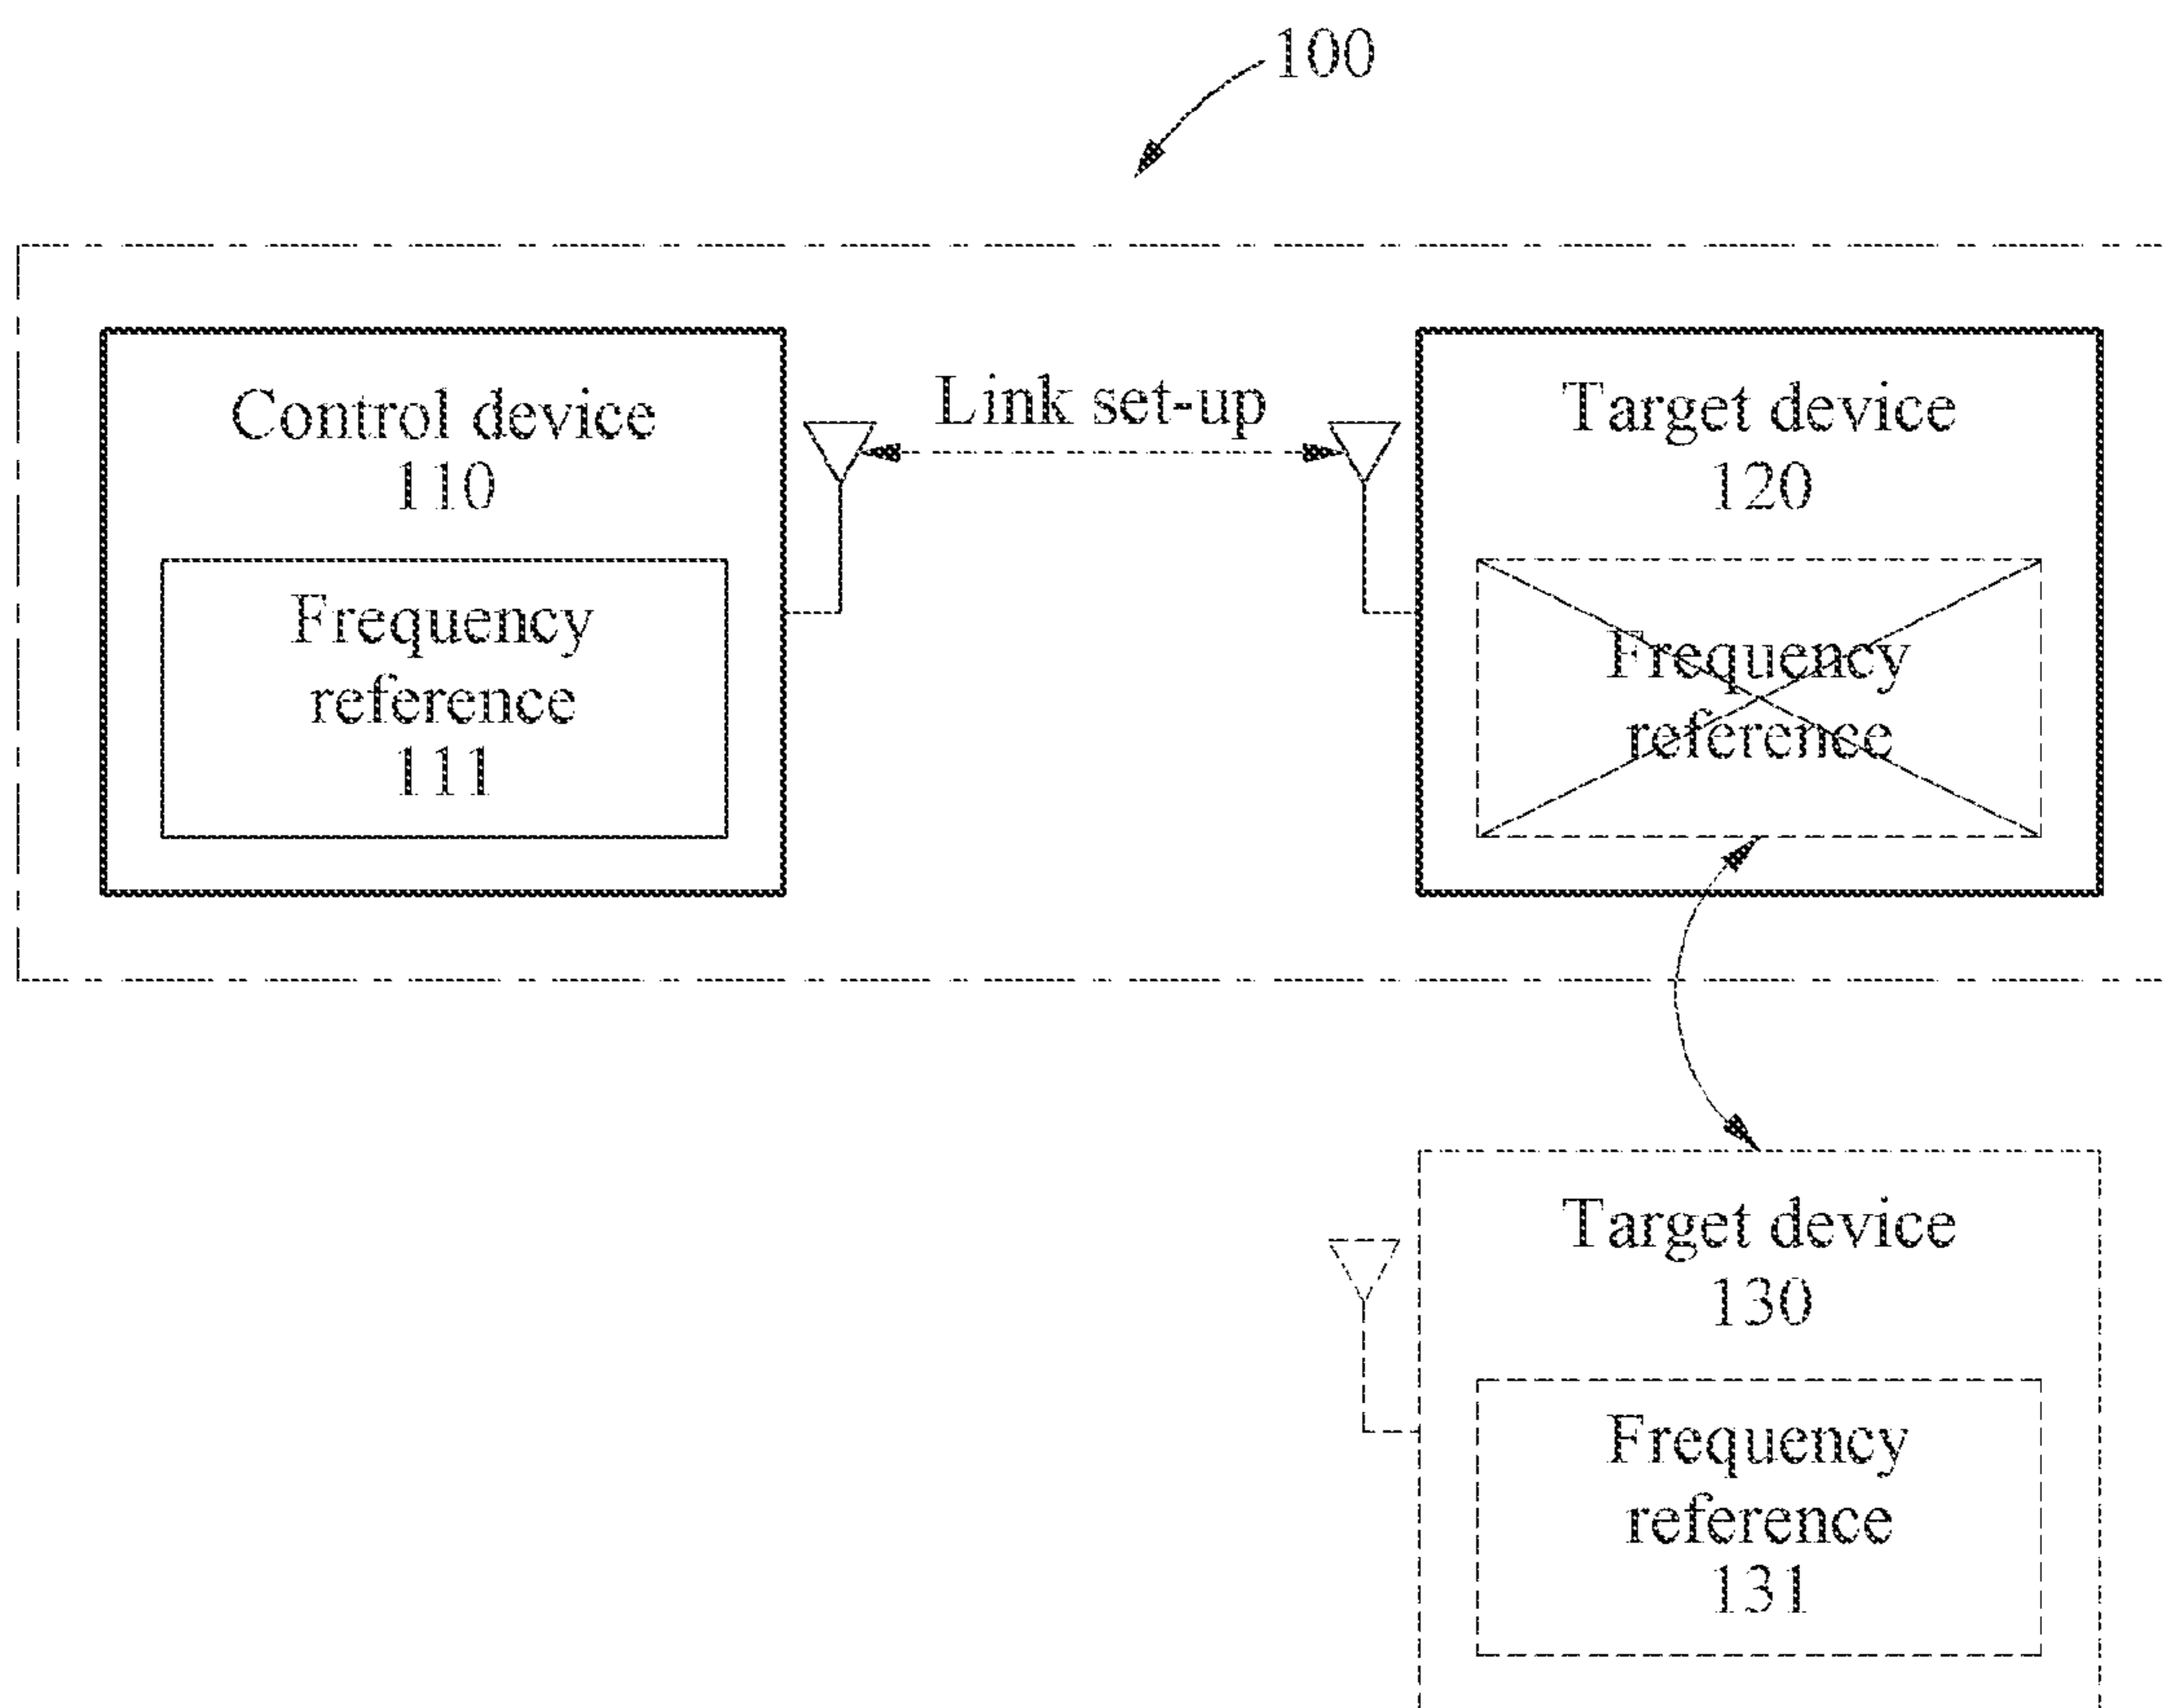 100
Control device
110
Frequency
reference
111
Link set-up
Target device
120
Frequency
reference
Target device
130
Frequency
reference
131